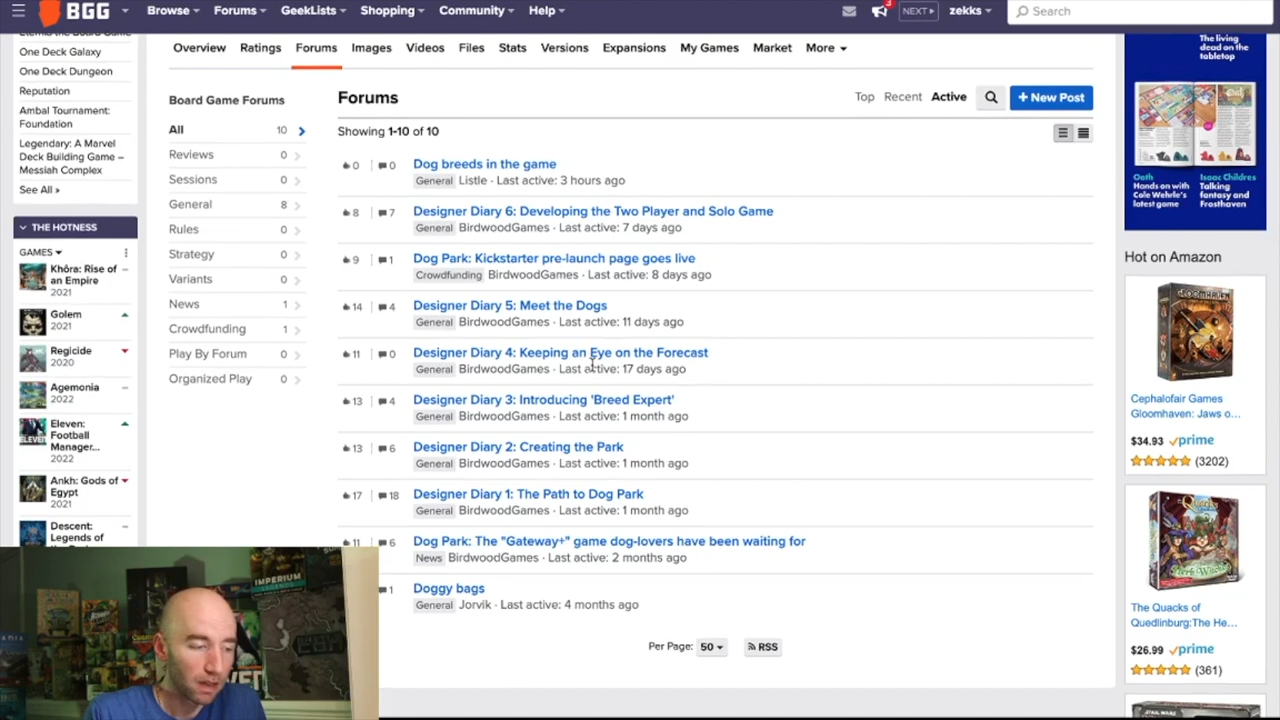 BGG
Browse
Forums
GeekLists
Shopping
Community
Help
3
NEXT
zekks
Search
Eternia the Board Game
One Deck Galaxy
One Deck Dungeon
Reputation
Ambal Tournament:
Foundation
Legendary: A Marvel
Deck Building Game –
Messiah Complex
See All »
THE HOTNESS
GAMES
Khôra: Rise of
an Empire
2021
Golem
2021
Regicide
2020
Agemonia
2022
Eleven:
Football
Manager...
2022
Ankh: Gods of
Egypt
2021
Descent:
Legends of
Overview
Ratings
Forums
Images
Videos
Files
Stats
Versions
Expansions
My Games
Market
More
Board Game Forums
All 10
Reviews 0
Sessions 0
General 8
Rules 0
Strategy 0
Variants 0
News 1
Crowdfunding 1
Play By Forum 0
Organized Play 0
Forums
Top Recent Active
+ New Post
Showing 1-10 of 10
0 0 Dog breeds in the game
General Listle · Last active: 3 hours ago
8 7 Designer Diary 6: Developing the Two Player and Solo Game
General BirdwoodGames · Last active: 7 days ago
9 1 Dog Park: Kickstarter pre-launch page goes live
Crowdfunding BirdwoodGames · Last active: 8 days ago
14 4 Designer Diary 5: Meet the Dogs
General BirdwoodGames · Last active: 11 days ago
11 0 Designer Diary 4: Keeping an Eye on the Forecast
General BirdwoodGames · Last active: 17 days ago
13 4 Designer Diary 3: Introducing 'Breed Expert'
General BirdwoodGames · Last active: 1 month ago
13 6 Designer Diary 2: Creating the Park
General BirdwoodGames · Last active: 1 month ago
17 18 Designer Diary 1: The Path to Dog Park
General BirdwoodGames · Last active: 1 month ago
11 6 Dog Park: The "Gateway+" game dog-lovers have been waiting for
News BirdwoodGames · Last active: 2 months ago
1 Doggy bags
General Jorvik · Last active: 4 months ago
Per Page: 50
RSS
The living
dead on the
tabletop
Oath
Hands on with
Cole Wehrle's
latest game
Isaac Childres
Talking
fantasy and
Frosthaven
Hot on Amazon
GLOOMHAVEN
Cephalofair Games
Gloomhaven: Jaws o...
$34.93 prime
(3202)
QUACKS
The Quacks of
Quedlinburg:The He...
$26.99 prime
(361)
STAR WARS
IMPERIUM